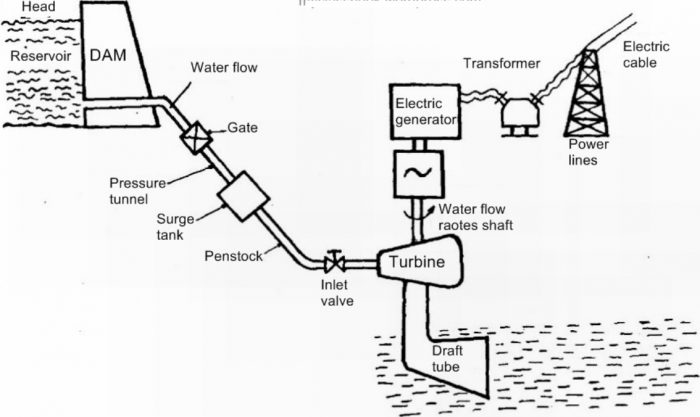 Head
Reservoir
DAM
Water flow
Gate
Pressure
tunnel
Surge
tank
Penstock
Inlet
valve
Turbine
Draft
tube
Water flow
raotes shaft
Electric
generator
Transformer
Electric
cable
Power
lines